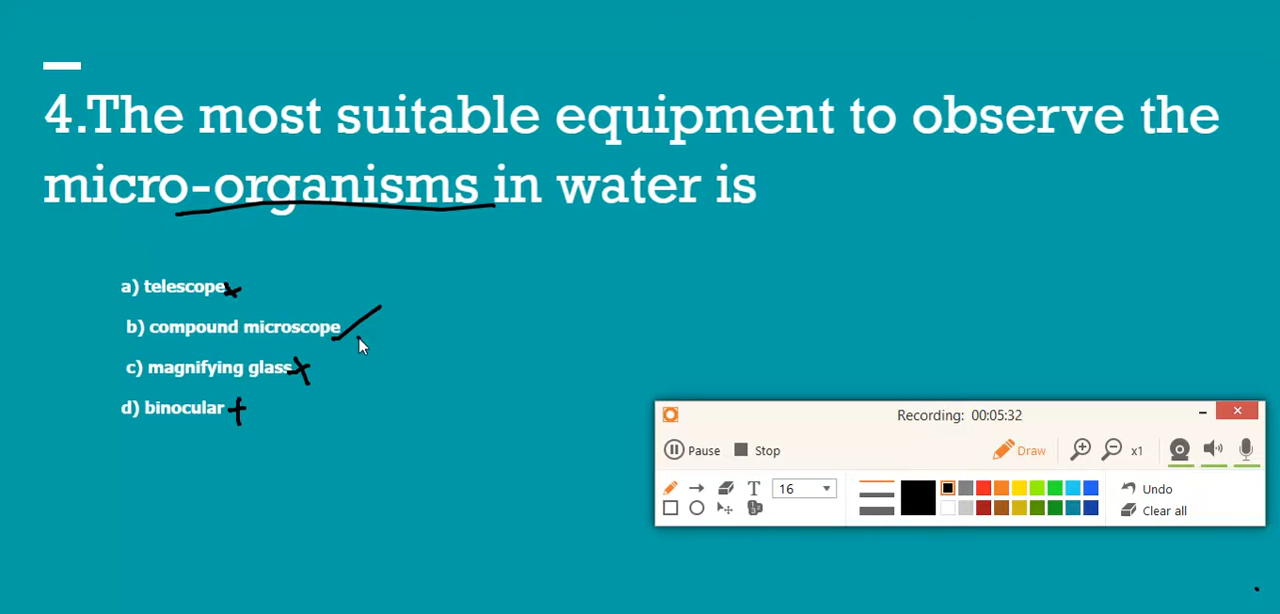 4.The most suitable equipment to observe the
micro-organisms in water is
a) telescope
b) compound microscope
c) magnifying glass
d) binocular
Recording: 00:05:32
Pause Stop Draw x1
T 16 Undo
Clear all